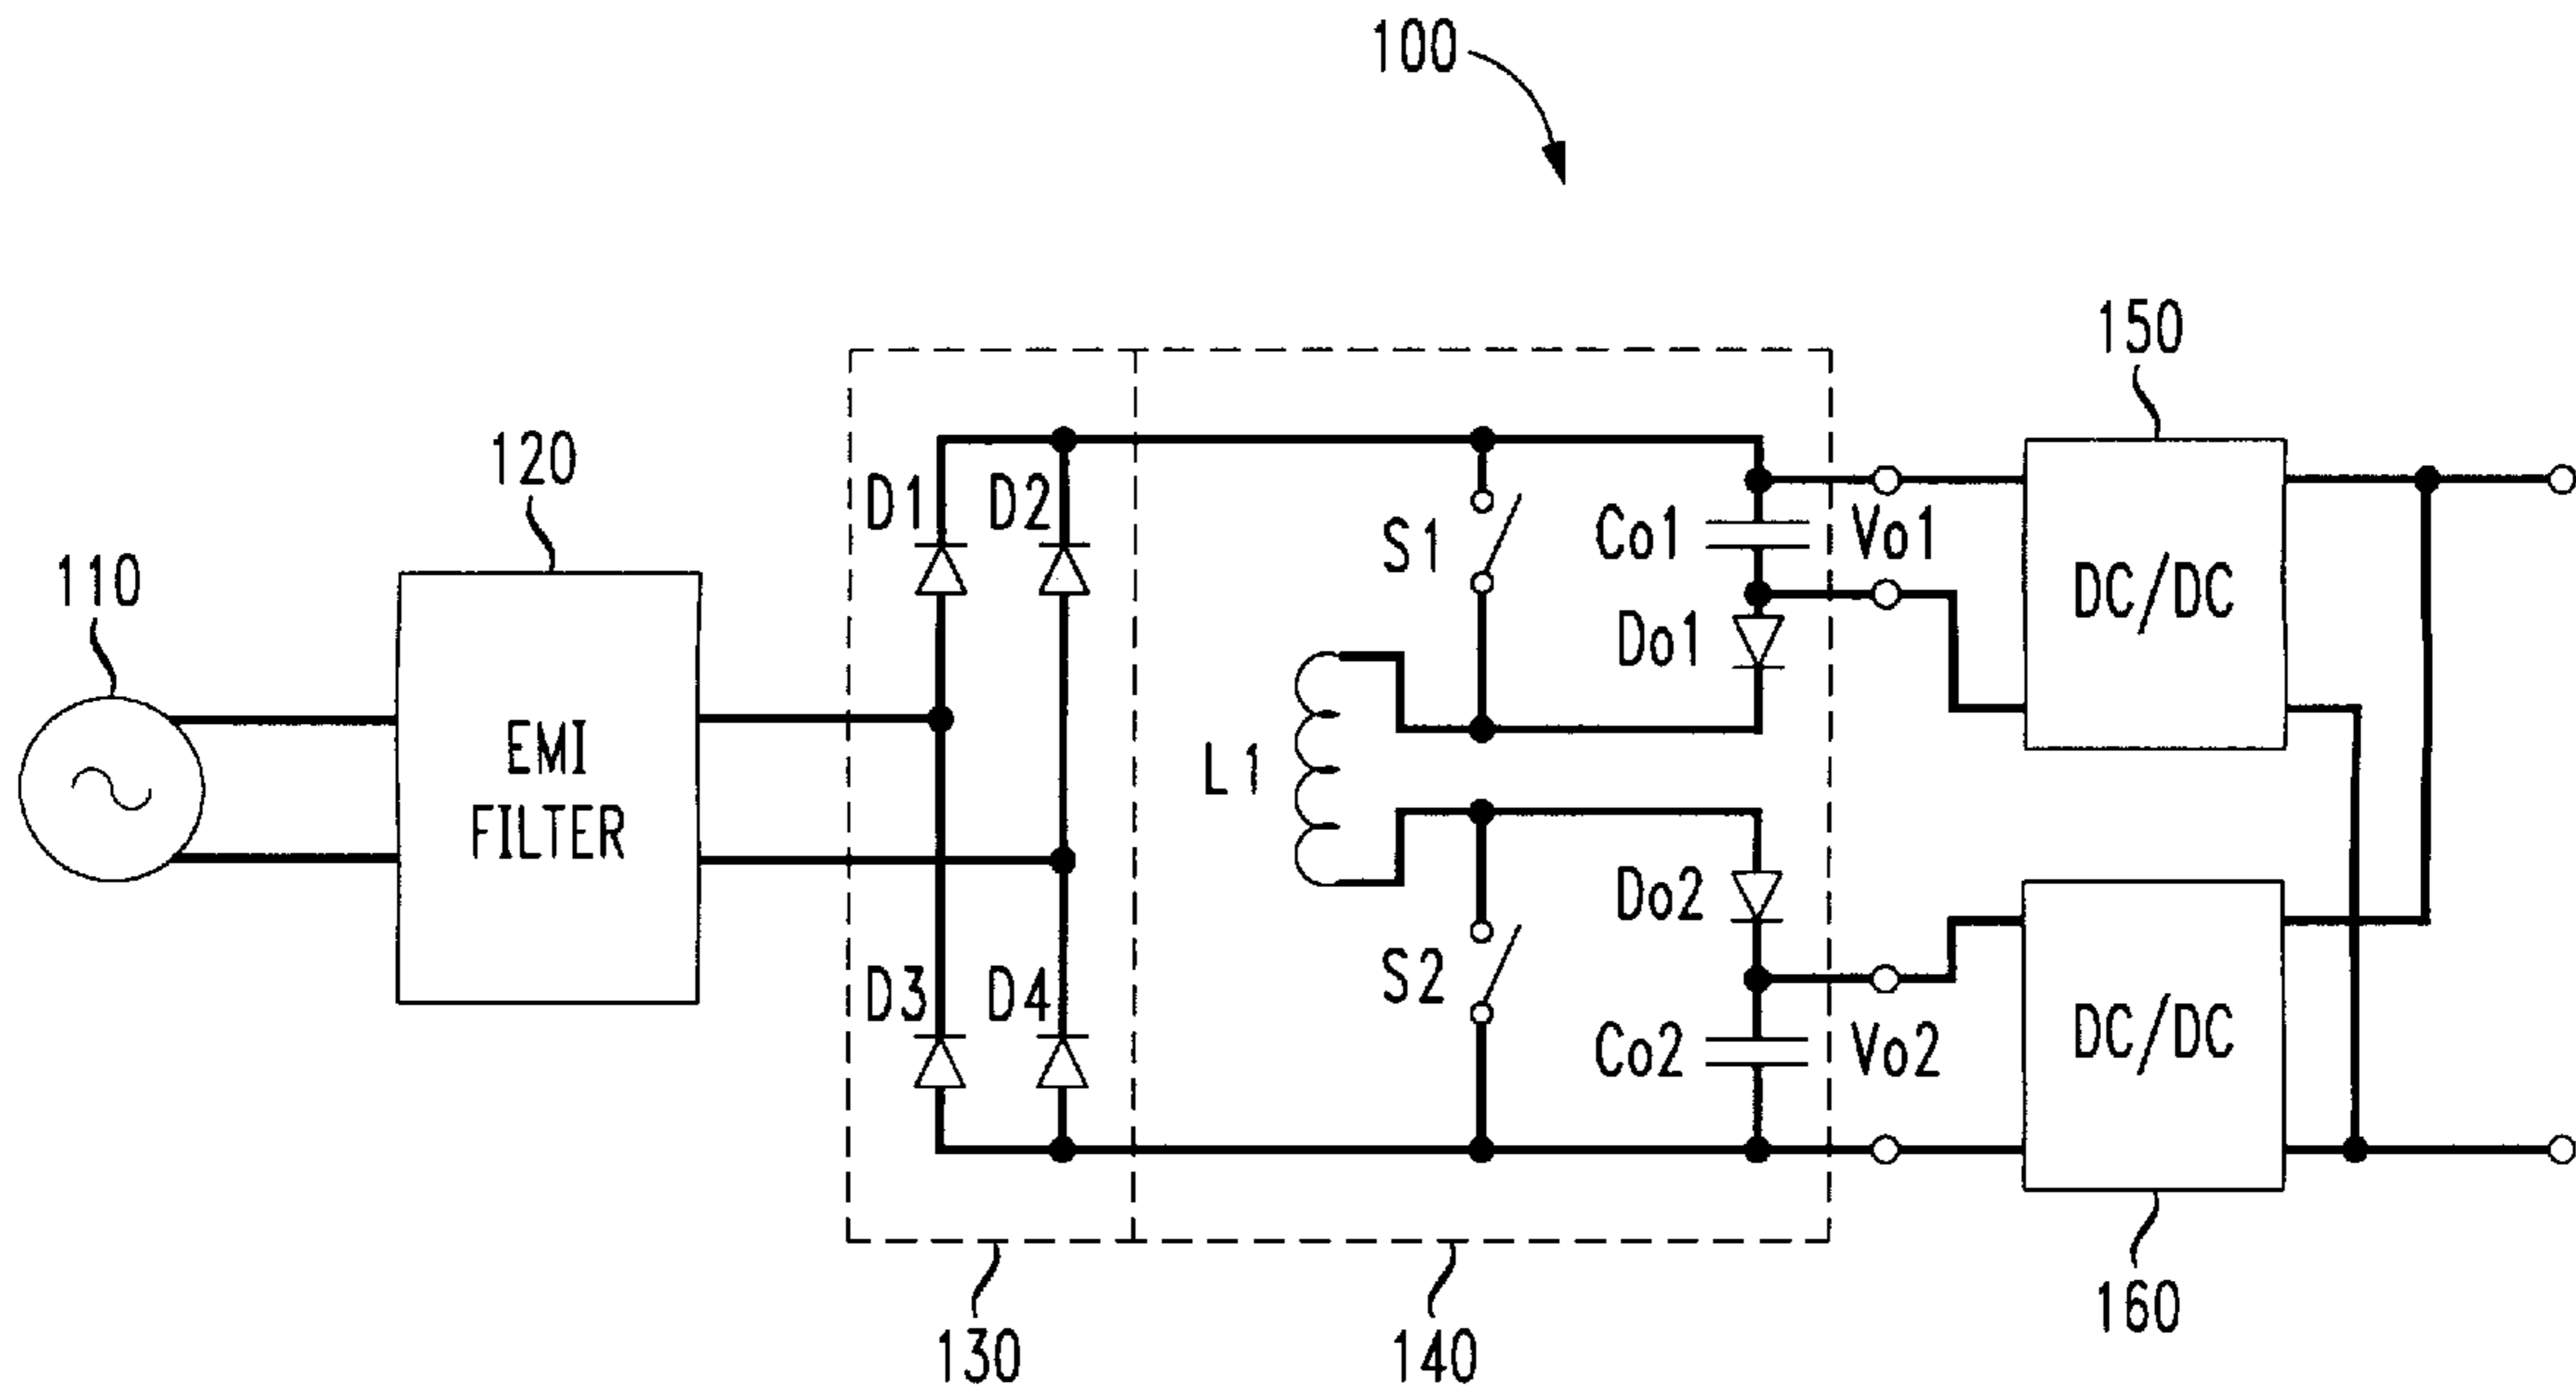 100
150
120
D1
D2
Co1
Vo1
S1
110
DC/DC
Do1
EMI
FILTER
L1
Do2
D3
D4
S2
Co2
Vo2
DC/DC
160
130
140